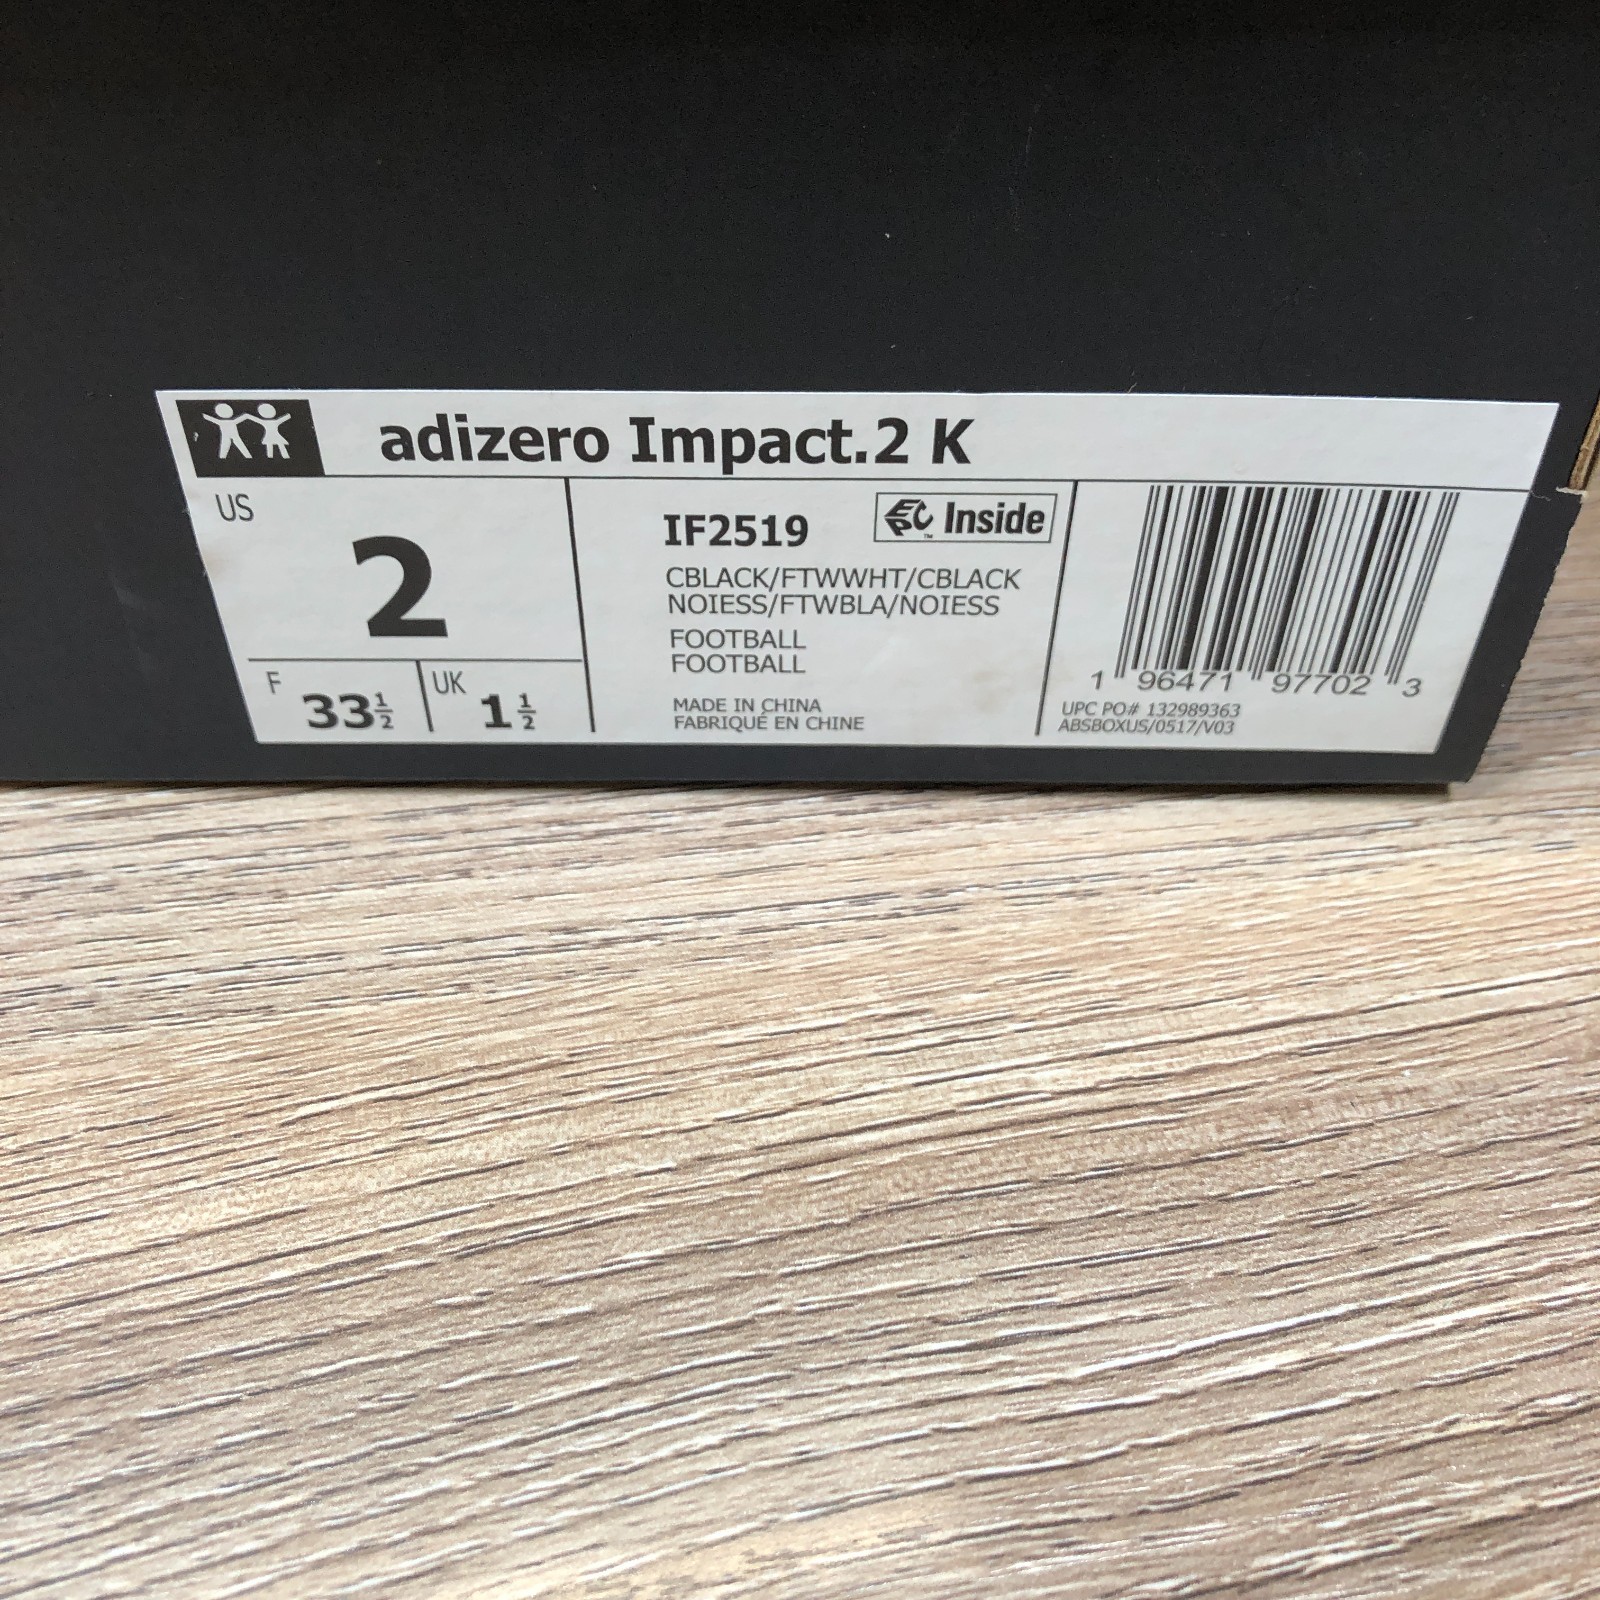 adizero Impact.2 K
US
2
F 33½
UK 1½
IF2519
EPC™ Inside
CBLACK/FTWWHT/CBLACK
NOIESS/FTWBLA/NOIESS
FOOTBALL
FOOTBALL
MADE IN CHINA
FABRIQUÉ EN CHINE
1 96471 97702 3
UPC PO# 132989363
ABSBOXUS/0517/V03